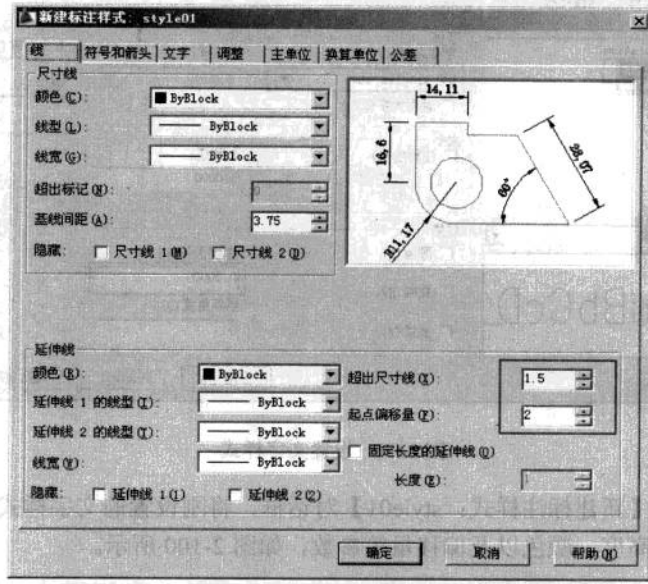 新建标注样式: style01
线 符号和箭头 文字 调整 主单位 换算单位 公差
尺寸线
颜色(C): ByBlock
线型(L): ByBlock
线宽(G): ByBlock
超出标记(N): 0
基线间距(A): 3.75
隐藏: 尺寸线 1(M) 尺寸线 2(D)
14,11
16,6
28,07
60°
R11,17
延伸线
颜色(R): ByBlock
延伸线 1 的线型(I): ByBlock
延伸线 2 的线型(T): ByBlock
线宽(W): ByBlock
隐藏: 延伸线 1(1) 延伸线 2(2)
超出尺寸线(X): 1.5
起点偏移量(F): 2
固定长度的延伸线(O)
长度(E): 1
确定 取消 帮助(H)